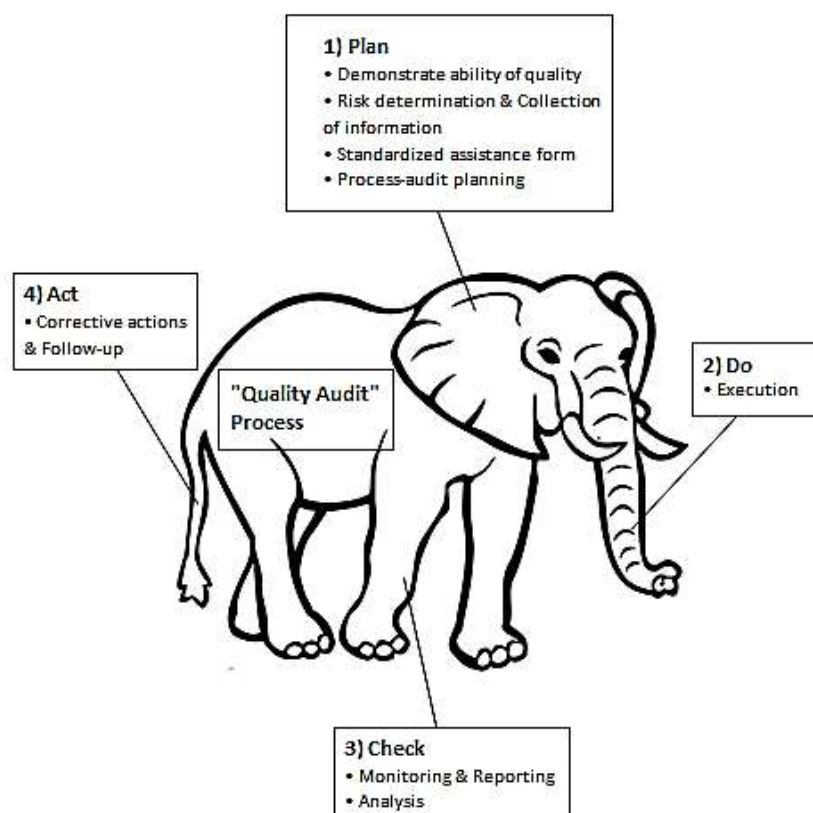 1) Plan
• Demonstrate ability of quality
• Risk determination & Collection
of information
• Standardized assistance form
• Process-audit planning
4) Act
• Corrective actions
& Follow-up
"Quality Audit"
Process
2) Do
• Execution
3) Check
• Monitoring & Reporting
• Analysis